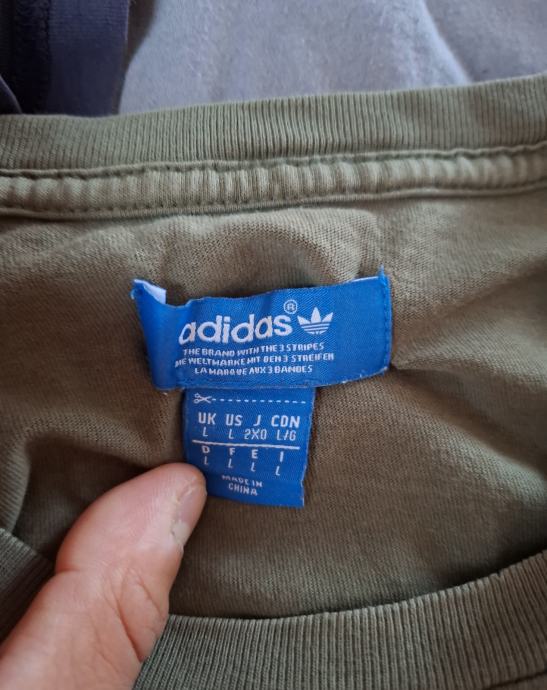 adidas®
THE BRAND WITH THE 3 STRIPES
DIE WELTMARKE MIT DEN 3 STREIFEN
LA MARQUE AUX 3 BANDES
UK US J CDN
L L 2XO L/G
D F E I
L L L L
MADE IN
CHINA